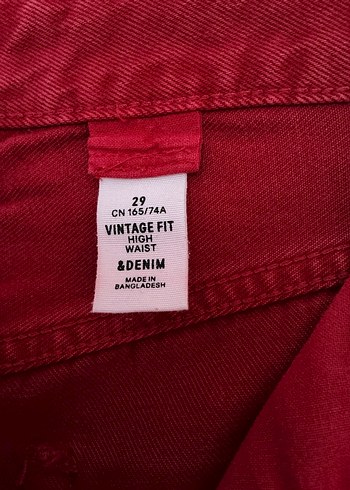 29
CN 165/74A
VINTAGE FIT
HIGH
WAIST
&DENIM
MADE IN
BANGLADESH